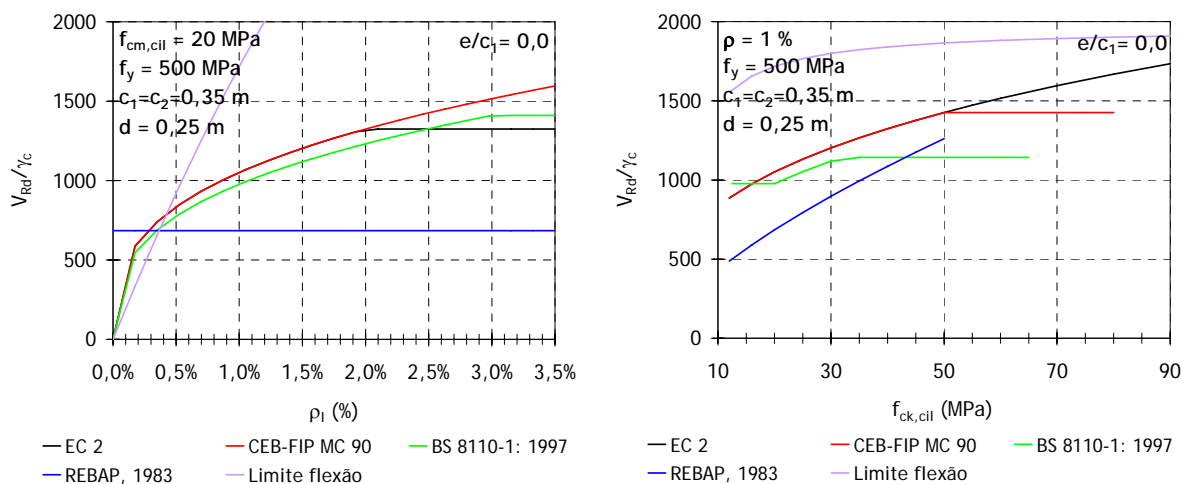 2000
1500
1000
500
0
V_Rd/γ_c
f_cm,cil = 20 MPa
f_y = 500 MPa
c_1=c_2=0,35 m
d = 0,25 m
e/c_1= 0,0
0,0% 0,5% 1,0% 1,5% 2,0% 2,5% 3,0% 3,5%
ρ_l (%)
EC 2 CEB-FIP MC 90 BS 8110-1: 1997
REBAP, 1983 Limite flexão
2000
1500
1000
500
0
V_Rd/γ_c
ρ = 1 %
f_y = 500 MPa
c_1=c_2=0,35 m
d = 0,25 m
e/c_1= 0,0
10 30 50 70 90
f_ck,cil (MPa)
EC 2 CEB-FIP MC 90 BS 8110-1: 1997
REBAP, 1983 Limite flexão